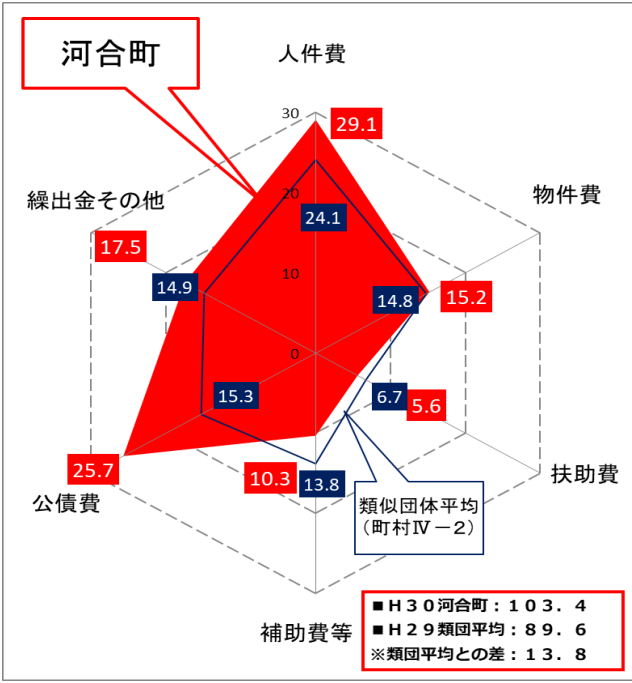 河合町
人件費
30
29.1
物件費
繰出金その他
20
24.1
17.5
14.9
10
14.8
15.2
0
15.3
6.7
5.6
25.7
10.3
13.8
扶助費
公債費
類似団体平均
(町村Ⅳ－2)
補助費等
■Ｈ３０河合町：１０３．４
■Ｈ２９類団平均：８９．６
※類団平均との差：１３．８